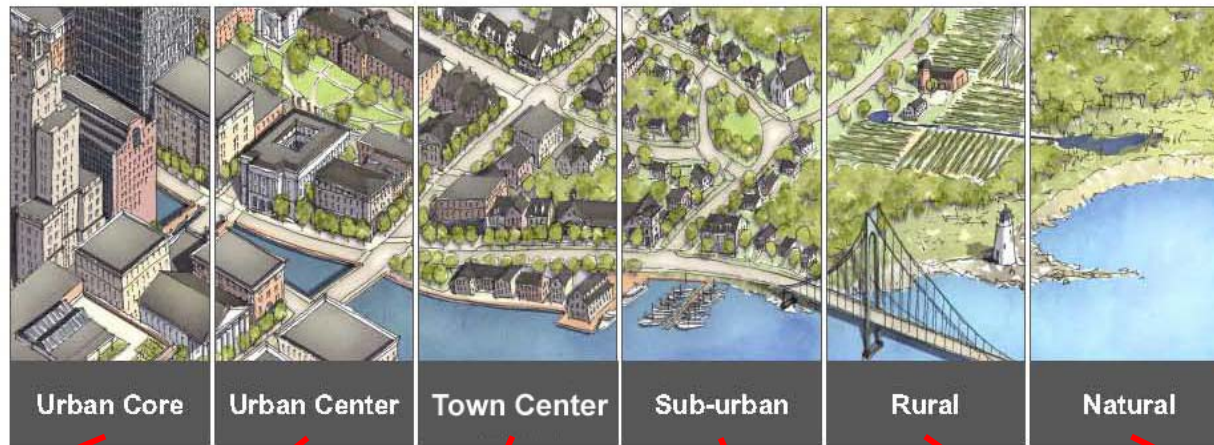 Urban Core
Urban Center
Town Center
Sub-urban
Rural
Natural